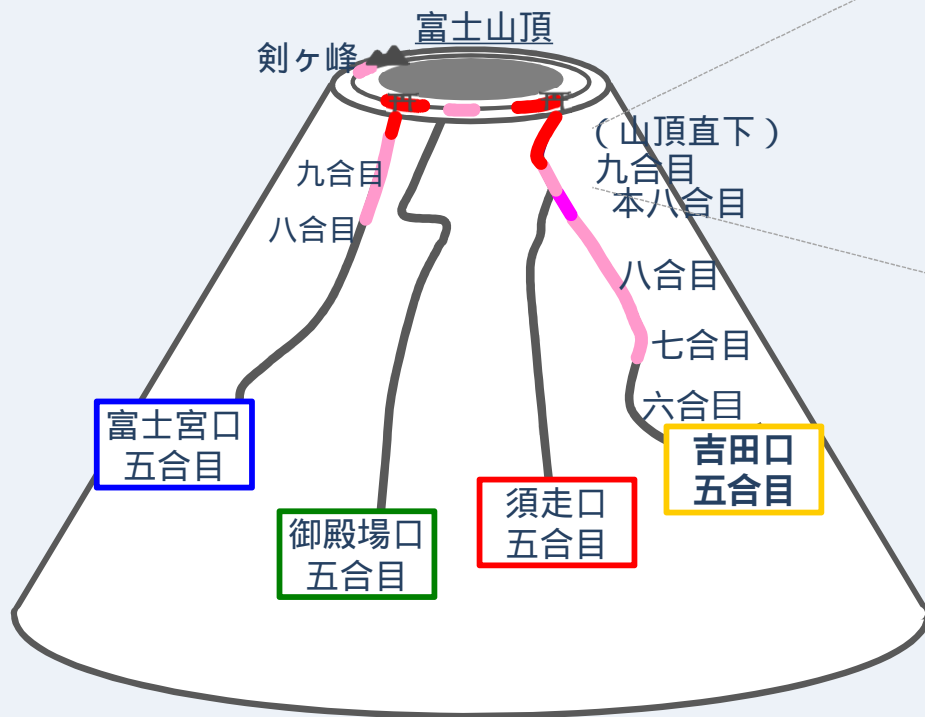 富士山頂
剣ヶ峰
(山頂直下)
九合目
本八合目
九合目
八合目
八合目
七合目
六合目
富士宮口
五合目
吉田口
五合目
須走口
五合目
御殿場口
五合目